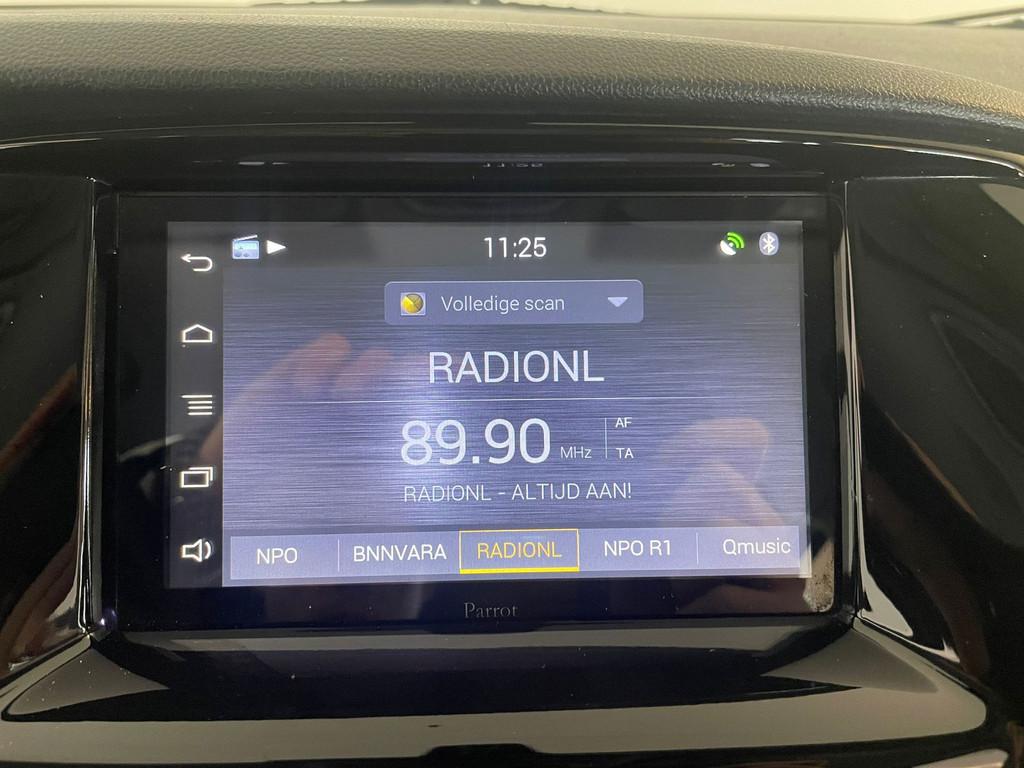 11:25
Volledige scan
RADIONL
89.90 MHz AF TA
RADIONL - ALTIJD AAN!
NPO BNNVARA RADIONL NPO R1 Qmusic
Parrot